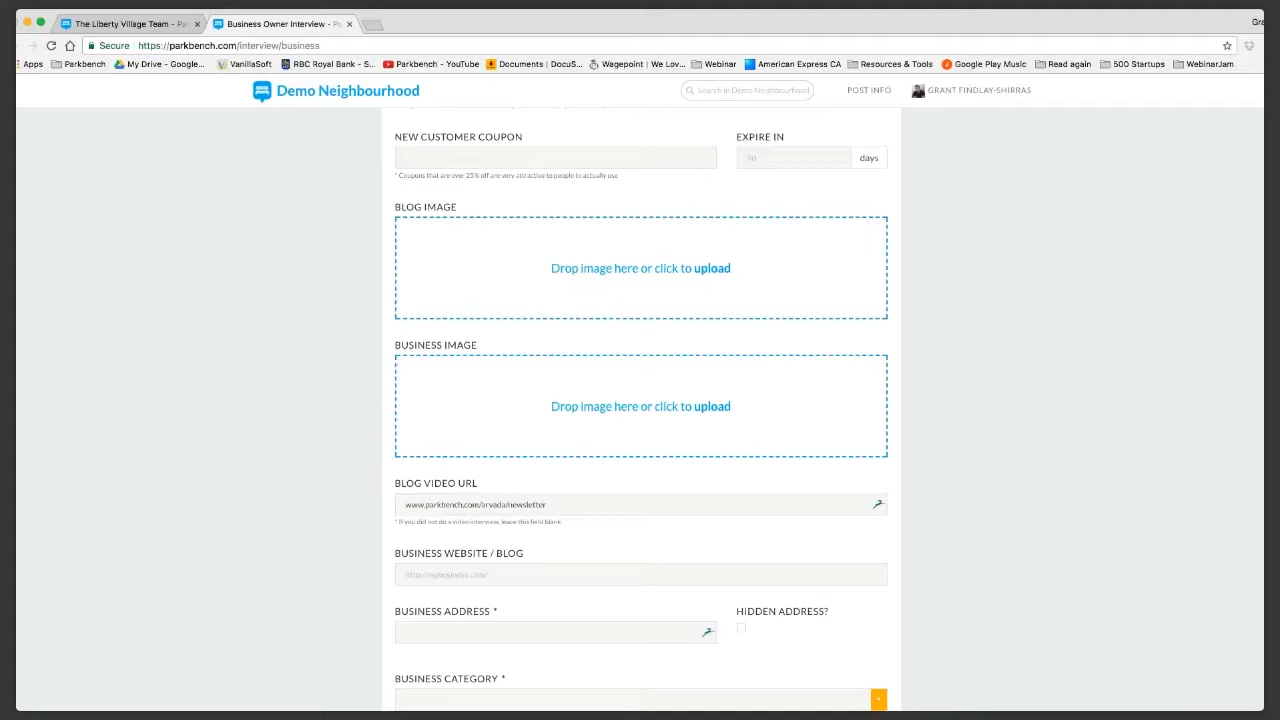 The Liberty Village Team - Pa
Business Owner Interview - Pa
Gra
Secure https://parkbench.com/interview/business
Apps Parkbench My Drive - Google... VanillaSoft RBC Royal Bank - S... Parkbench - YouTube Documents | DocuS... Wagepoint | We Lov... Webinar American Express CA Resources & Tools Google Play Music Read again 500 Startups WebinarJam
Demo Neighbourhood
Search in Demo Neighbourhood
POST INFO
GRANT FINDLAY-SHIRRAS
NEW CUSTOMER COUPON EXPIRE IN
days
* Coupons that are over 25% off are very attractive to people to actually use
BLOG IMAGE
Drop image here or click to upload
BUSINESS IMAGE
Drop image here or click to upload
BLOG VIDEO URL
www.parkbench.com/arvada/newsletter
* If you did not do a video interview, leave this field blank
BUSINESS WEBSITE / BLOG
http://mybusiness.com/
BUSINESS ADDRESS * HIDDEN ADDRESS?
BUSINESS CATEGORY *